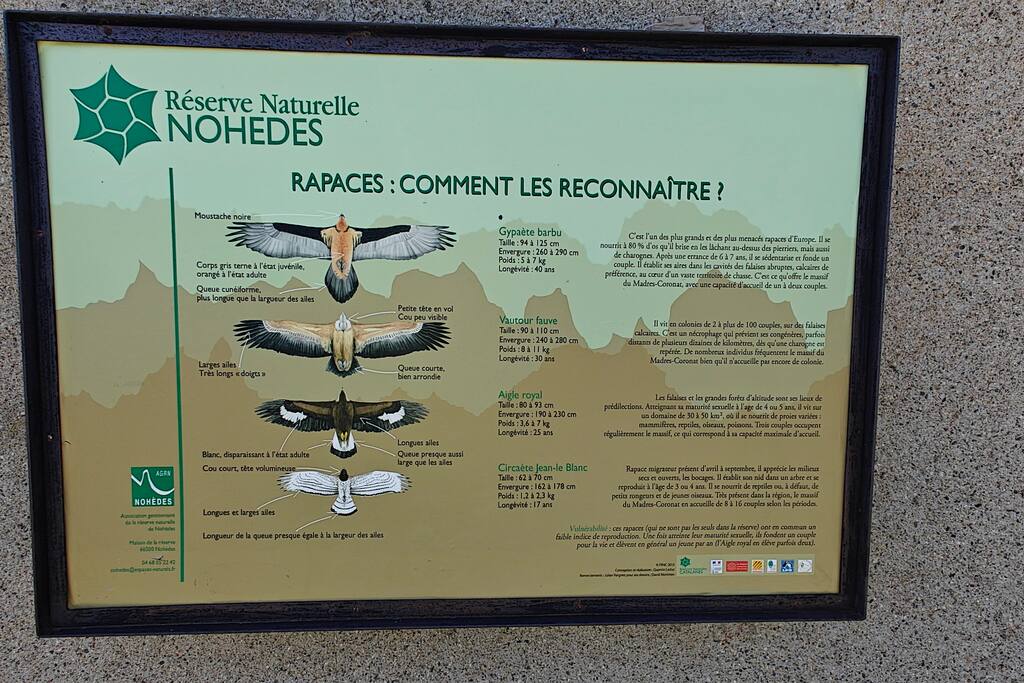 Réserve Naturelle
NOHEDES
RAPACES : COMMENT LES RECONNAÎTRE ?
Moustache noire
Corps gris terne à l'état juvénile,
orangé à l'état adulte
Queue cunéiforme,
plus longue que la largueur des ailes
Gypaète barbu
Taille : 94 à 125 cm
Envergure : 260 à 290 cm
Poids : 5 à 7 kg
Longévité : 40 ans
C'est l'un des plus grands et des plus menacés rapaces d'Europe. Il se
nourrit à 80 % d'os qu'il brise en les lâchant au-dessus des pierriers, mais aussi
de charognes. Après une errance de 6 à 7 ans, il se sédentarise et fonde un
couple. Il établit ses aires dans les cavités des falaises abruptes, calcaires de
préférence, au cœur d'un vaste territoire de chasse. C'est ce qu'offre le massif
du Madres-Coronat, avec une capacité d'accueil de un à deux couples.
Petite tête en vol
Cou peu visible
Larges ailes
Très longs « doigts »
Queue courte,
bien arrondie
Vautour fauve
Taille : 90 à 110 cm
Envergure : 240 à 280 cm
Poids : 8 à 11 kg
Longévité : 30 ans
Il vit en colonies de 2 à plus de 100 couples, sur des falaises
calcaires. C'est un nécrophage qui prévient ses congénères, parfois
distants de plusieurs dizaines de kilomètres, dès qu'une charogne est
repérée. De nombreux individus fréquentent le massif du
Madres-Coronat bien qu'il n'accueille pas encore de colonie.
Blanc, disparaissant à l'état adulte
Longues ailes
Queue presque aussi
large que les ailes
Aigle royal
Taille : 80 à 93 cm
Envergure : 190 à 230 cm
Poids : 3,6 à 7 kg
Longévité : 25 ans
Les falaises et les grandes forêts d'altitude sont ses lieux de
prédilections. Atteignant sa maturité sexuelle à l'age de 4 ou 5 ans, il vit sur
un domaine de 30 à 50 km², où il se nourrit de proies variées :
mammifères, reptiles, oiseaux, poissons. Trois couples occupent
régulièrement le massif, ce qui correspond à sa capacité maximale d'accueil.
Cou court, tête volumineuse
Longues et larges ailes
Longueur de la queue presque égale à la largeur des ailes
Circaète Jean-le Blanc
Taille : 62 à 70 cm
Envergure : 162 à 178 cm
Poids : 1,2 à 2,3 kg
Longévité : 17 ans
Rapace migrateur présent d'avril à septembre, il apprécie les milieux
secs et ouverts, les bocages. Il établit son nid dans un arbre et se
reproduit à l'âge de 3 ou 4 ans. Il se nourrit de reptiles ou, à défaut, de
petits rongeurs et de jeunes oiseaux. Très présent dans la région, le massif
du Madres-Coronat en accueille de 8 à 16 couples selon les périodes.
Vulnérabilité : ces rapaces (qui ne sont pas les seuls dans la réserve) ont en commun un
faible indice de reproduction. Une fois atteinte leur maturité sexuelle, ils fondent un couple
pour la vie et élèvent en général un jeune par an (l'Aigle royal en élève parfois deux).
AGRN
NOHÈDES
Association gestionnaire
de la réserve naturelle
de Nohèdes
Maison de la réserve
66500 Nohèdes
04 68 05 22 42
nohedes@espaces-naturels.fr
CATALANES